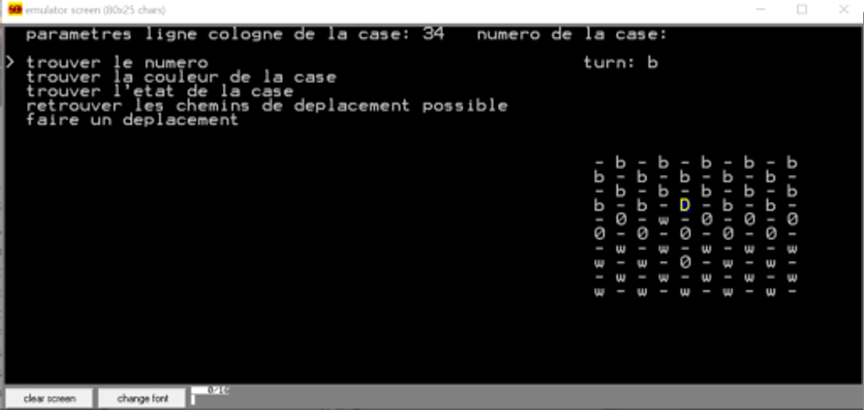 emulator screen (80x25 chars)
parametres ligne cologne de la case: 34 numero de la case:
> trouver le numero turn: b
trouver la couleur de la case
trouver l'etat de la case
retrouver les chemins de deplacement possible
faire un deplacement
- b - b - b - b - b
b - b - b - b - b -
- b - b - b - b - b
b - b - D - b - b -
- 0 - w - 0 - 0 - 0
0 - 0 - 0 - 0 - 0 -
- w - w - w - w - w
w - w - 0 - w - w -
- w - w - w - w - w
w - w - w - w - w -
clear screen change font 0/16